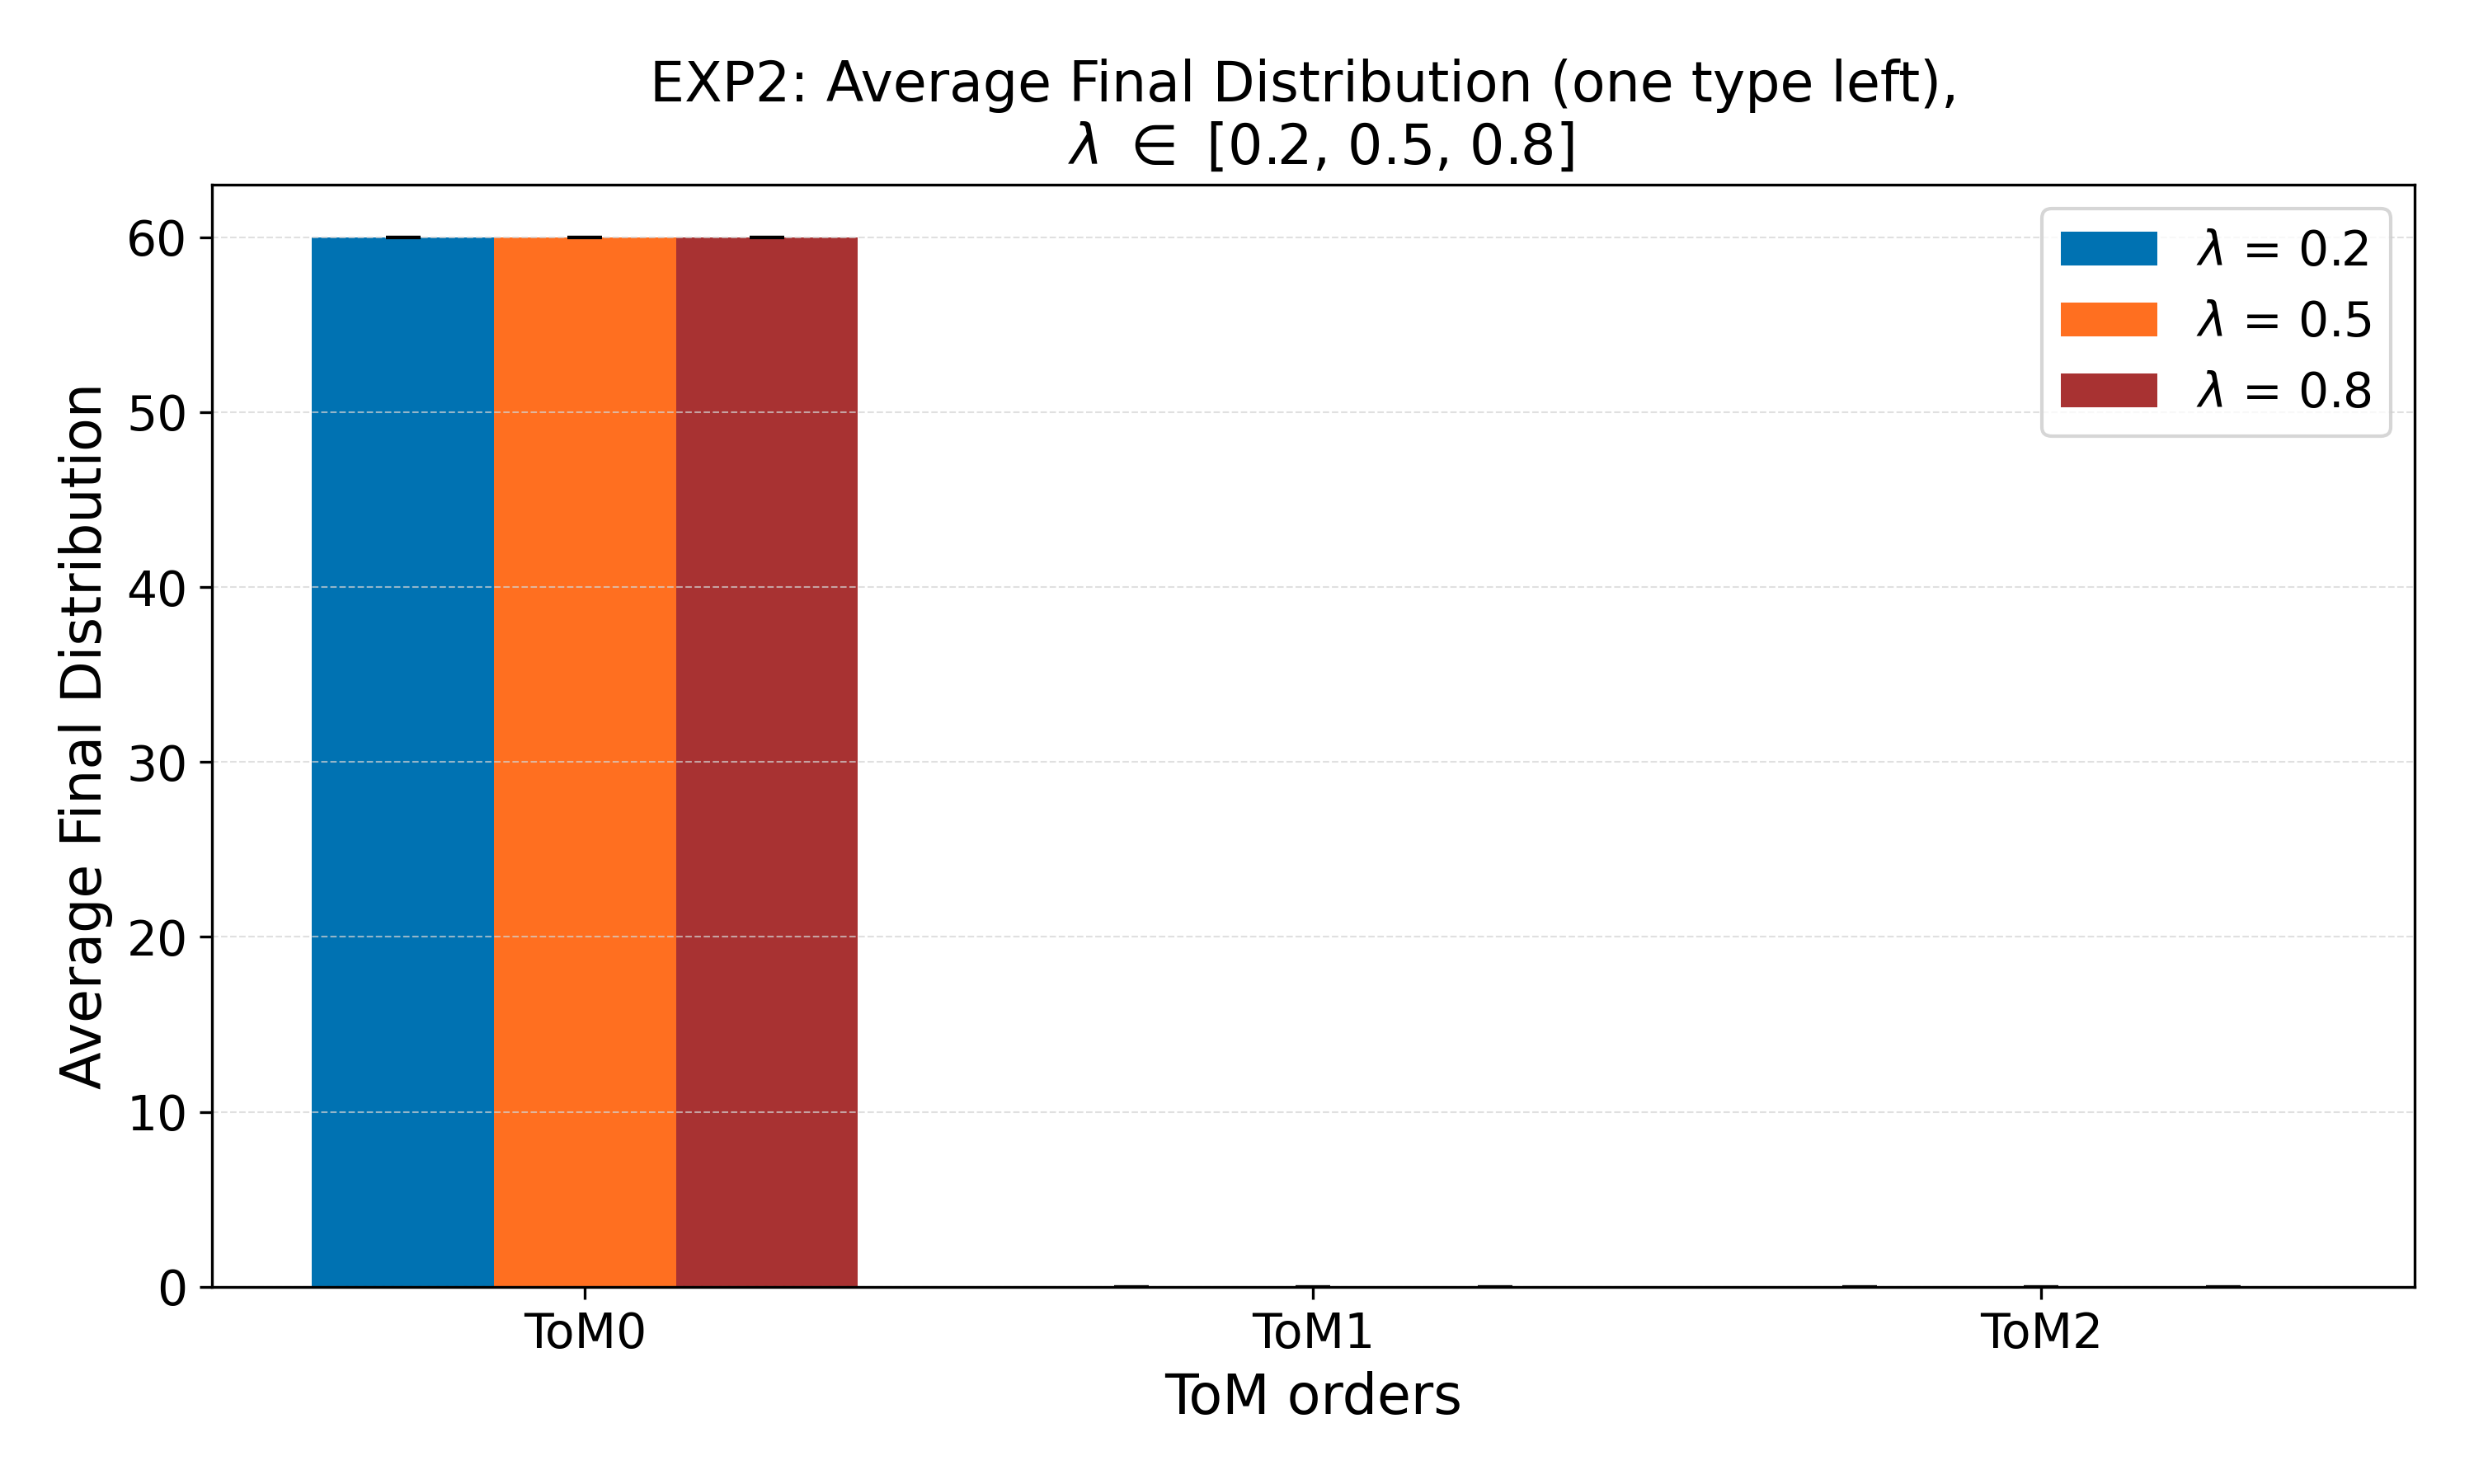 EXP2: Average Final Distribution (one type left),
λ ∈ [0.2, 0.5, 0.8]
λ = 0.2
λ = 0.5
λ = 0.8
Average Final Distribution
60
50
40
30
20
10
0
ToM0 ToM1 ToM2
ToM orders